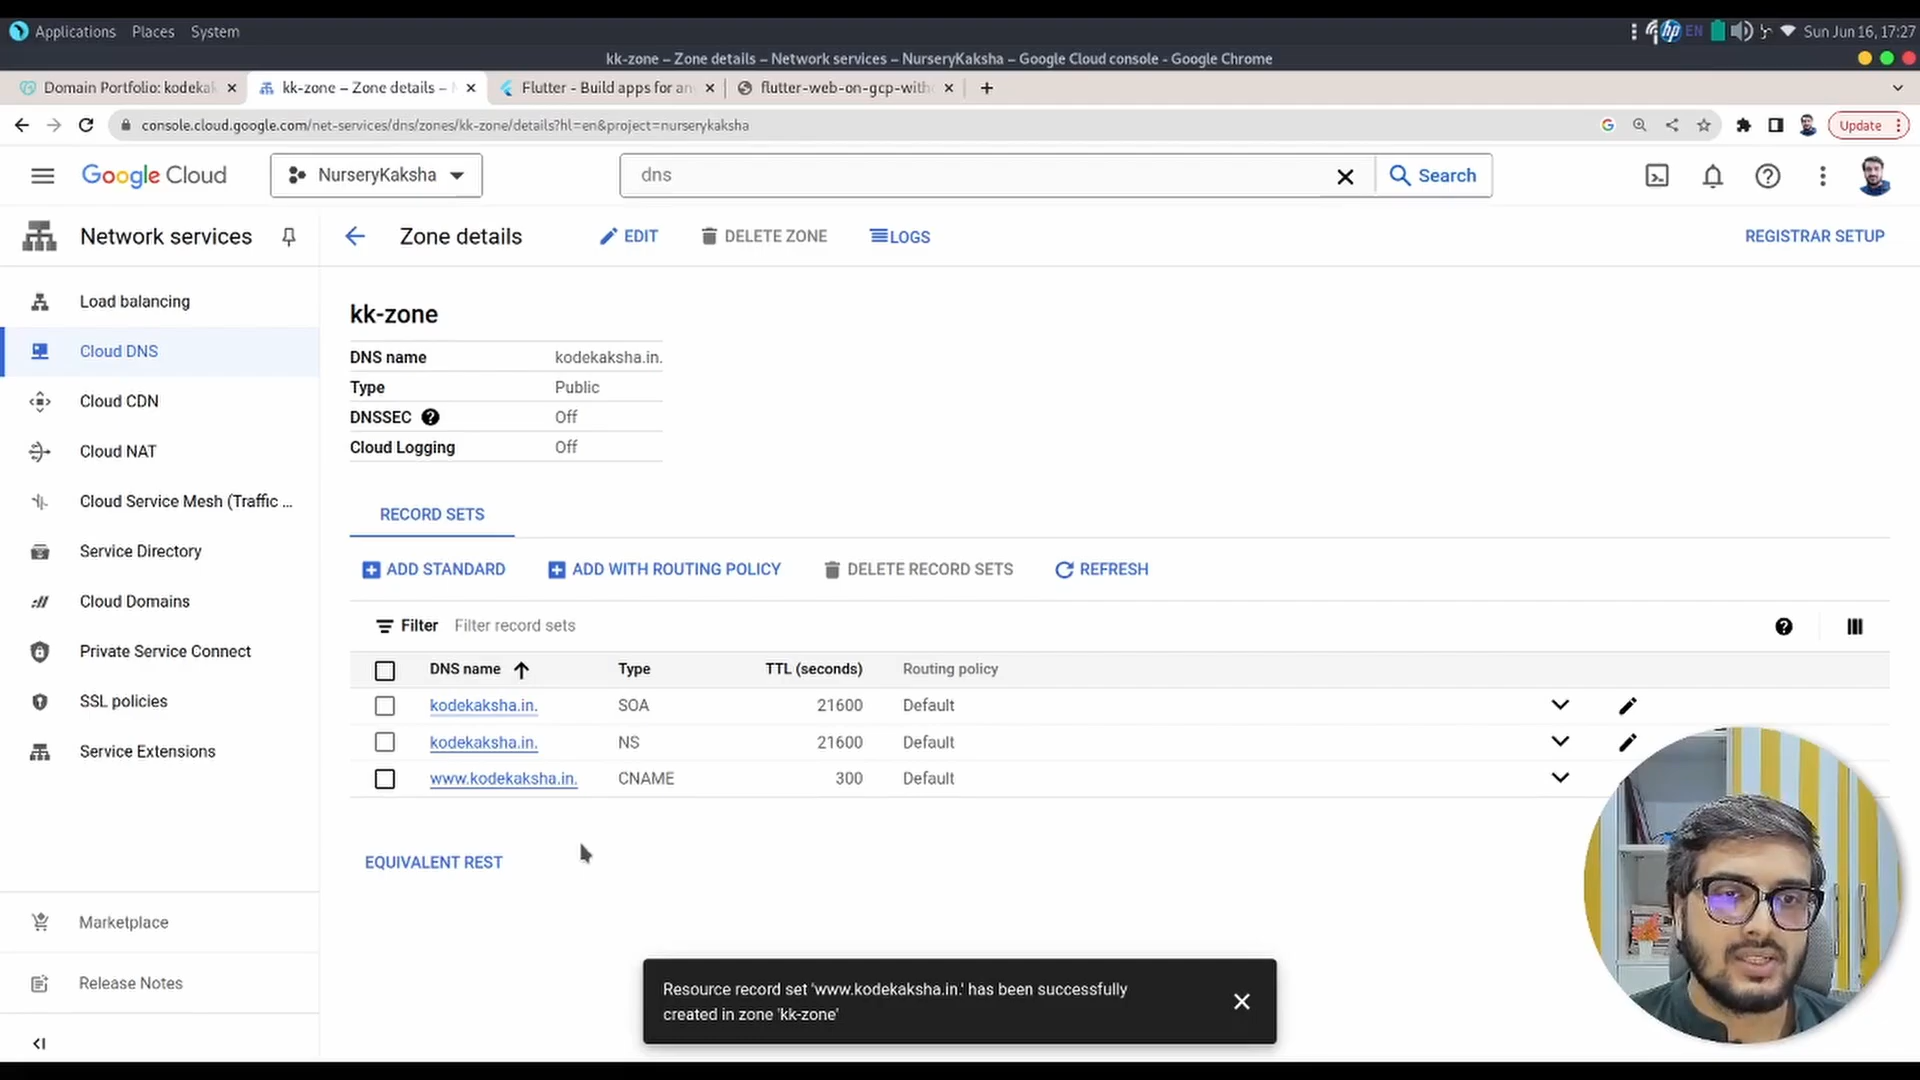 Applications Places System
hp EN Sun Jun 16, 17:27
kk-zone – Zone details – Network services – NurseryKaksha – Google Cloud console - Google Chrome
Domain Portfolio: kodekak
kk-zone – Zone details –
Flutter - Build apps for an
flutter-web-on-gcp-with
console.cloud.google.com/net-services/dns/zones/kk-zone/details?hl=en&project=nurserykaksha
Update
Google Cloud
NurseryKaksha
dns
Search
Network services
Zone details
EDIT
DELETE ZONE
LOGS
REGISTRAR SETUP
Load balancing
Cloud DNS
Cloud CDN
Cloud NAT
Cloud Service Mesh (Traffic ...
Service Directory
Cloud Domains
Private Service Connect
SSL policies
Service Extensions
Marketplace
Release Notes
kk-zone
DNS name kodekaksha.in.
Type Public
DNSSEC Off
Cloud Logging Off
RECORD SETS
ADD STANDARD
ADD WITH ROUTING POLICY
DELETE RECORD SETS
REFRESH
Filter Filter record sets
DNS name Type TTL (seconds) Routing policy
kodekaksha.in. SOA 21600 Default
kodekaksha.in. NS 21600 Default
www.kodekaksha.in. CNAME 300 Default
EQUIVALENT REST
Resource record set 'www.kodekaksha.in.' has been successfully
created in zone 'kk-zone'